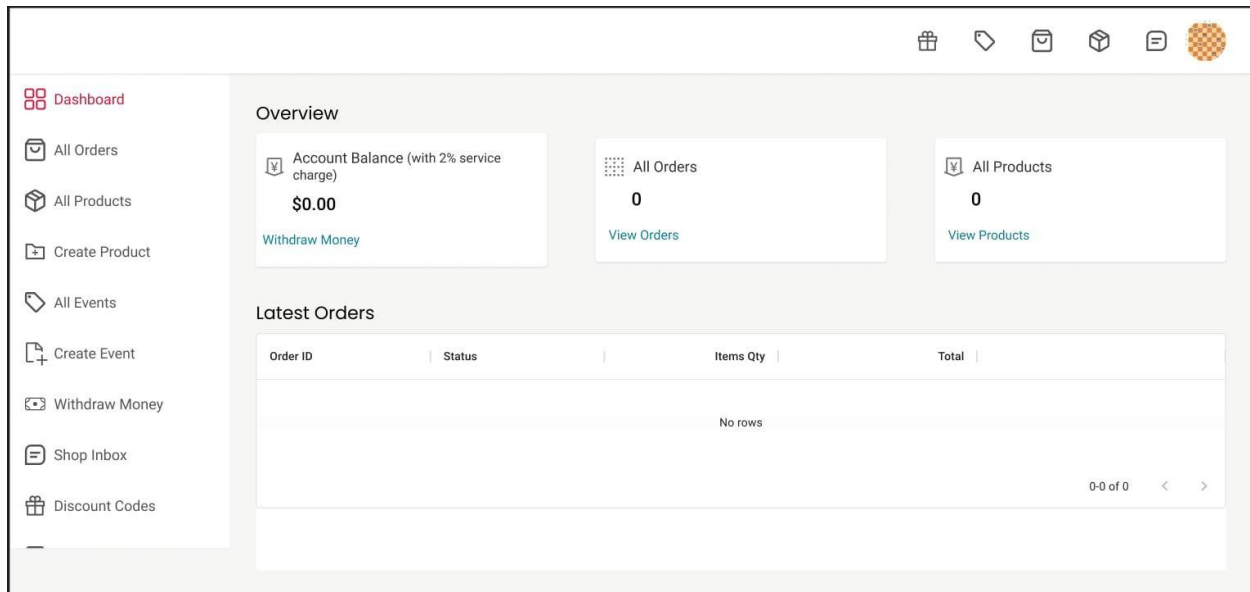 Dashboard
All Orders
All Products
Create Product
All Events
Create Event
Withdraw Money
Shop Inbox
Discount Codes
Overview
Account Balance (with 2% service
charge)
$0.00
Withdraw Money
All Orders
0
View Orders
All Products
0
View Products
Latest Orders
Order ID Status Items Qty Total
No rows
0-0 of 0